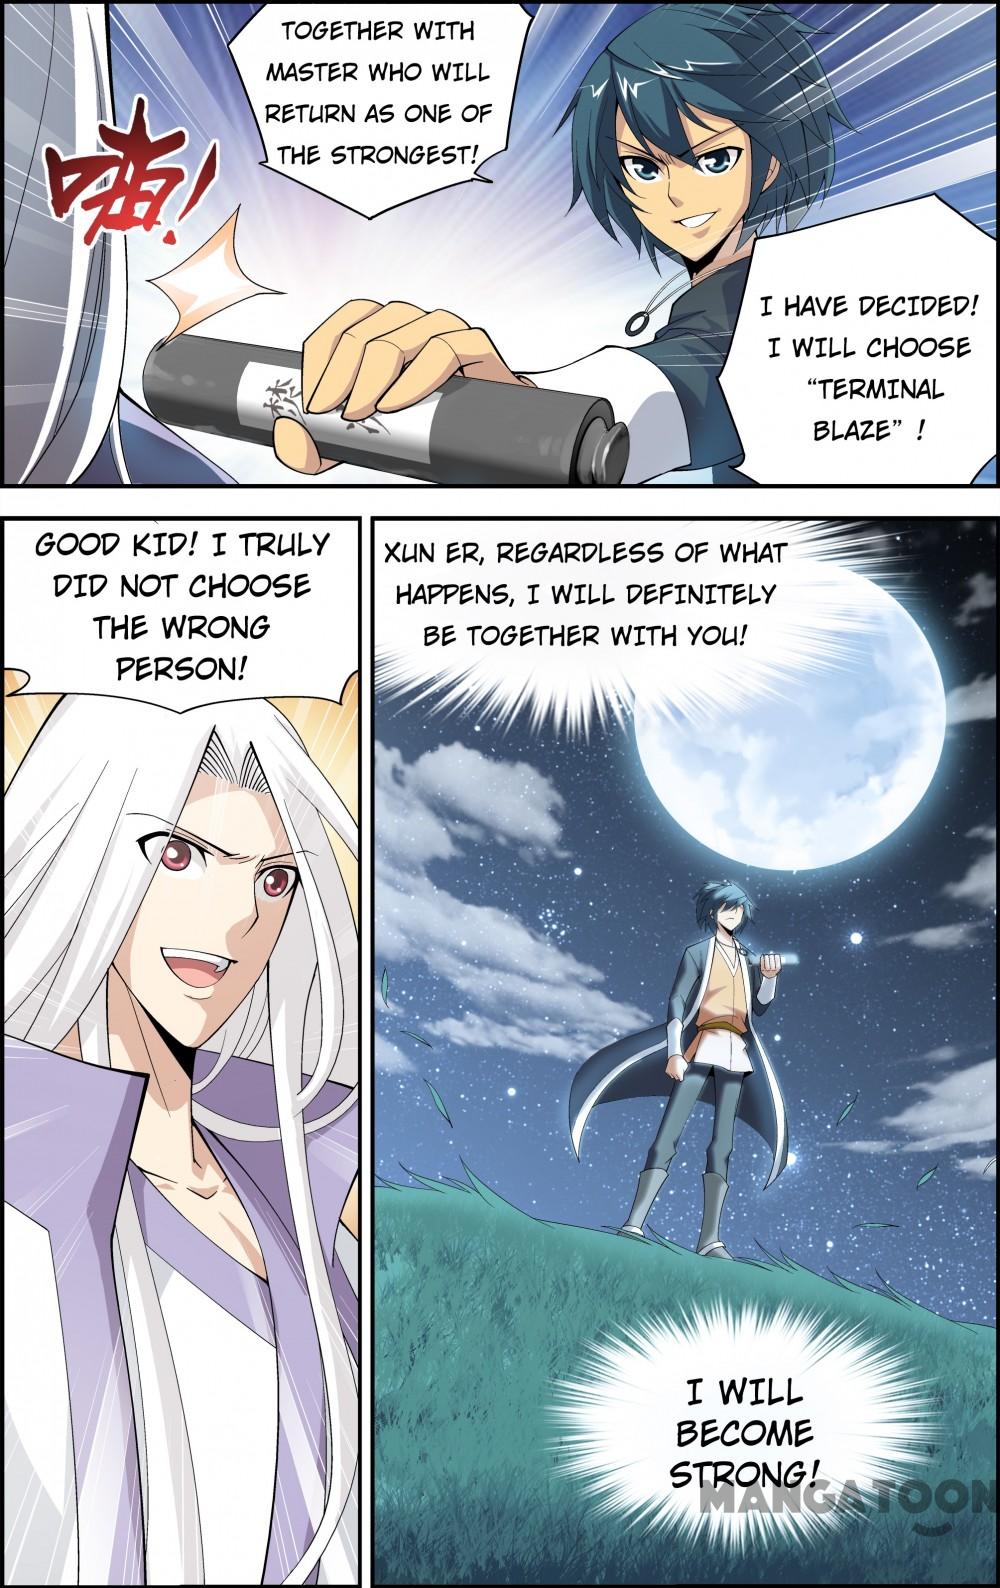 TOGETHER WITH
MASTER WHO WILL
RETURN AS ONE OF
THE STRONGEST!
I HAVE DECIDED!
I WILL CHOOSE
“TERMINAL
BLAZE” !
GOOD KID! I TRULY
DID NOT CHOOSE
THE WRONG
PERSON!
XUN ER, REGARDLESS OF WHAT
HAPPENS, I WILL DEFINITELY
BE TOGETHER WITH YOU!
I WILL
BECOME
STRONG!
MANGATOON